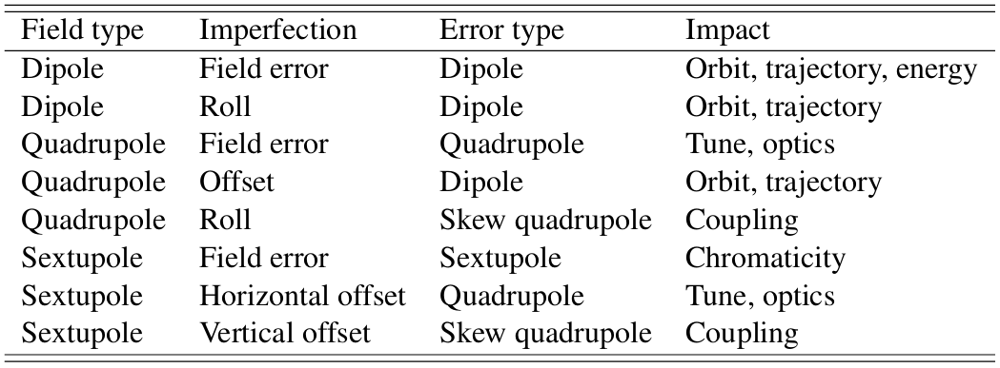 Field type Imperfection Error type Impact
Dipole Field error Dipole Orbit, trajectory, energy
Dipole Roll Dipole Orbit, trajectory
Quadrupole Field error Quadrupole Tune, optics
Quadrupole Offset Dipole Orbit, trajectory
Quadrupole Roll Skew quadrupole Coupling
Sextupole Field error Sextupole Chromaticity
Sextupole Horizontal offset Quadrupole Tune, optics
Sextupole Vertical offset Skew quadrupole Coupling